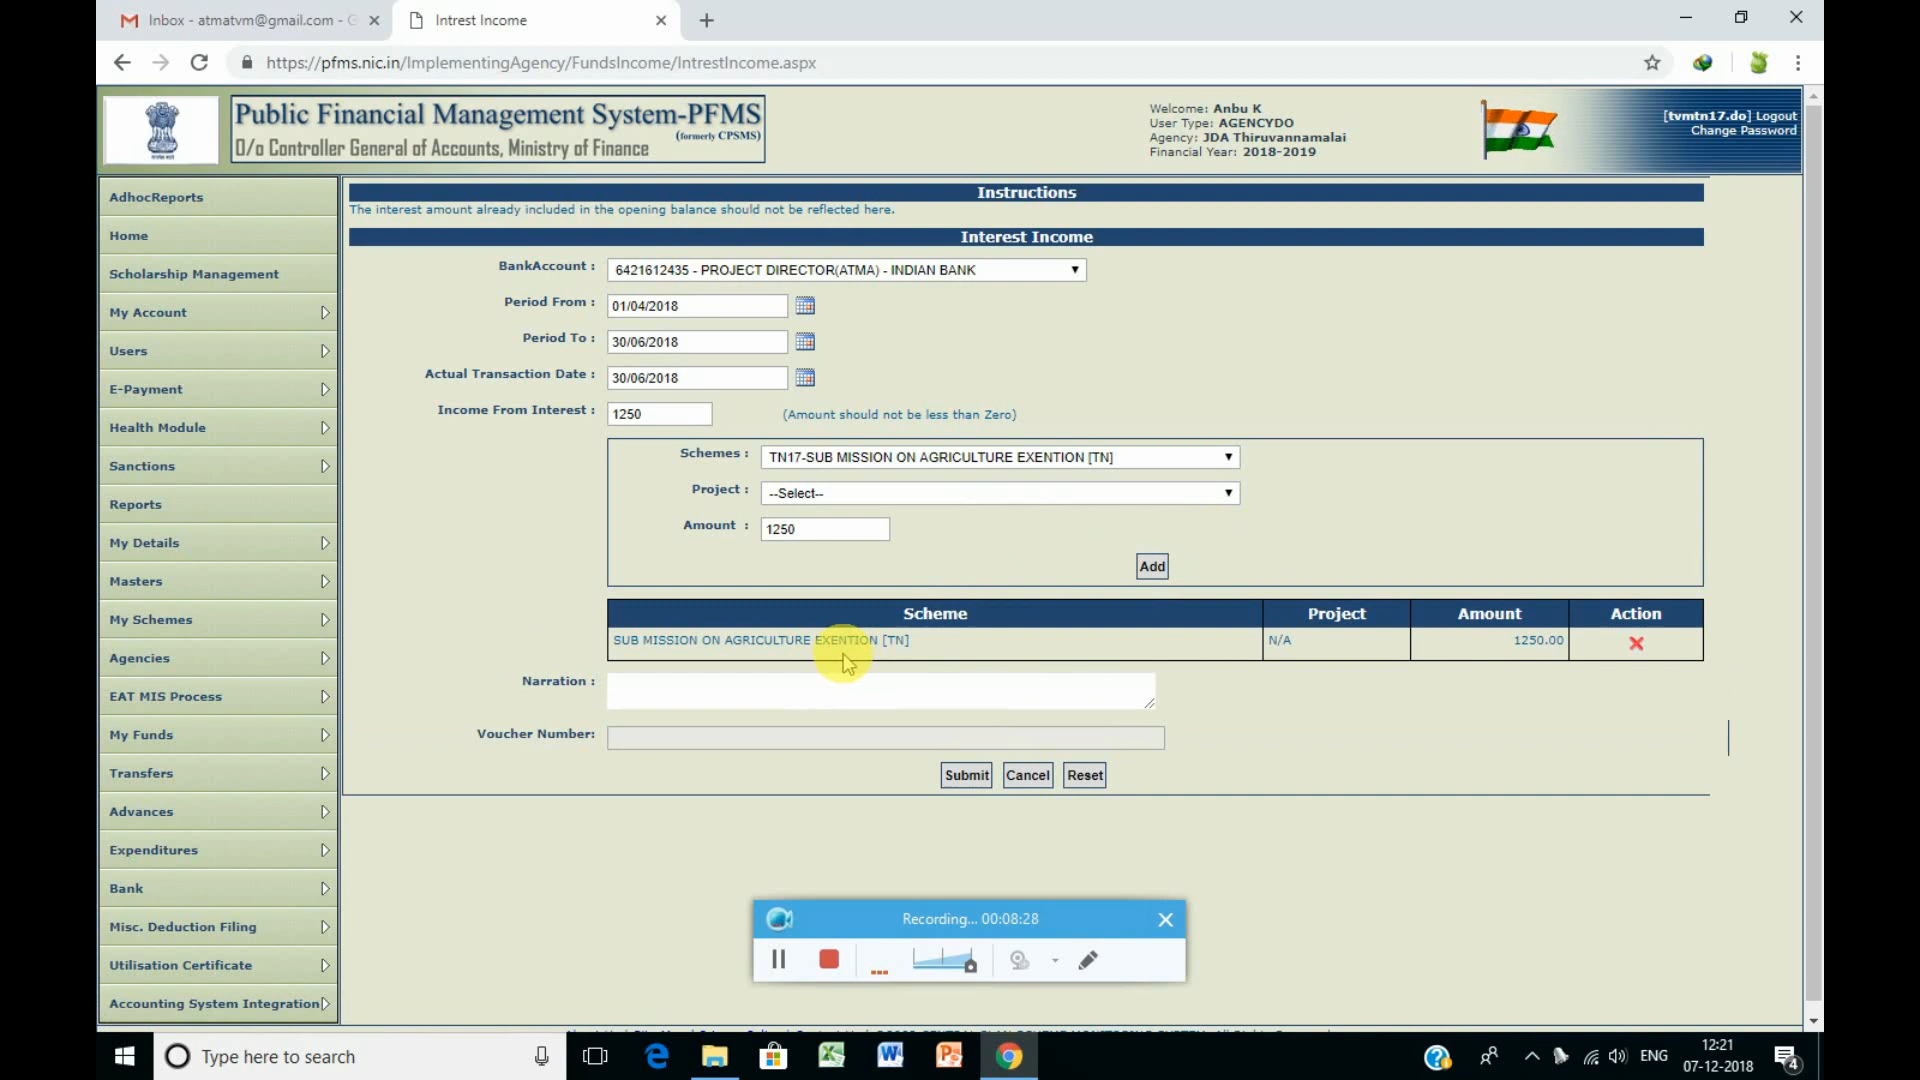 Inbox - atmatvm@gmail.com - G
Intrest Income
https://pfms.nic.in/ImplementingAgency/FundsIncome/IntrestIncome.aspx
Public Financial Management System-PFMS
(formerly CPSMS)
O/o Controller General of Accounts, Ministry of Finance
Welcome: Anbu K
User Type: AGENCYDO
Agency: JDA Thiruvannamalai
Financial Year: 2018-2019
[tvmtn17.do] Logout
Change Password
AdhocReports
Home
Scholarship Management
My Account
Users
E-Payment
Health Module
Sanctions
Reports
My Details
Masters
My Schemes
Agencies
EAT MIS Process
My Funds
Transfers
Advances
Expenditures
Bank
Misc. Deduction Filing
Utilisation Certificate
Accounting System Integration
Instructions
The interest amount already included in the opening balance should not be reflected here.
Interest Income
BankAccount : 6421612435 - PROJECT DIRECTOR(ATMA) - INDIAN BANK
Period From : 01/04/2018
Period To : 30/06/2018
Actual Transaction Date : 30/06/2018
Income From Interest : 1250 (Amount should not be less than Zero)
Schemes : TN17-SUB MISSION ON AGRICULTURE EXENTION [TN]
Project : --Select--
Amount : 1250
Add
Scheme Project Amount Action
SUB MISSION ON AGRICULTURE EXENTION [TN] N/A 1250.00
Narration :
Voucher Number:
Submit Cancel Reset
Recording... 00:08:28
Type here to search
ENG
12:21
07-12-2018
4